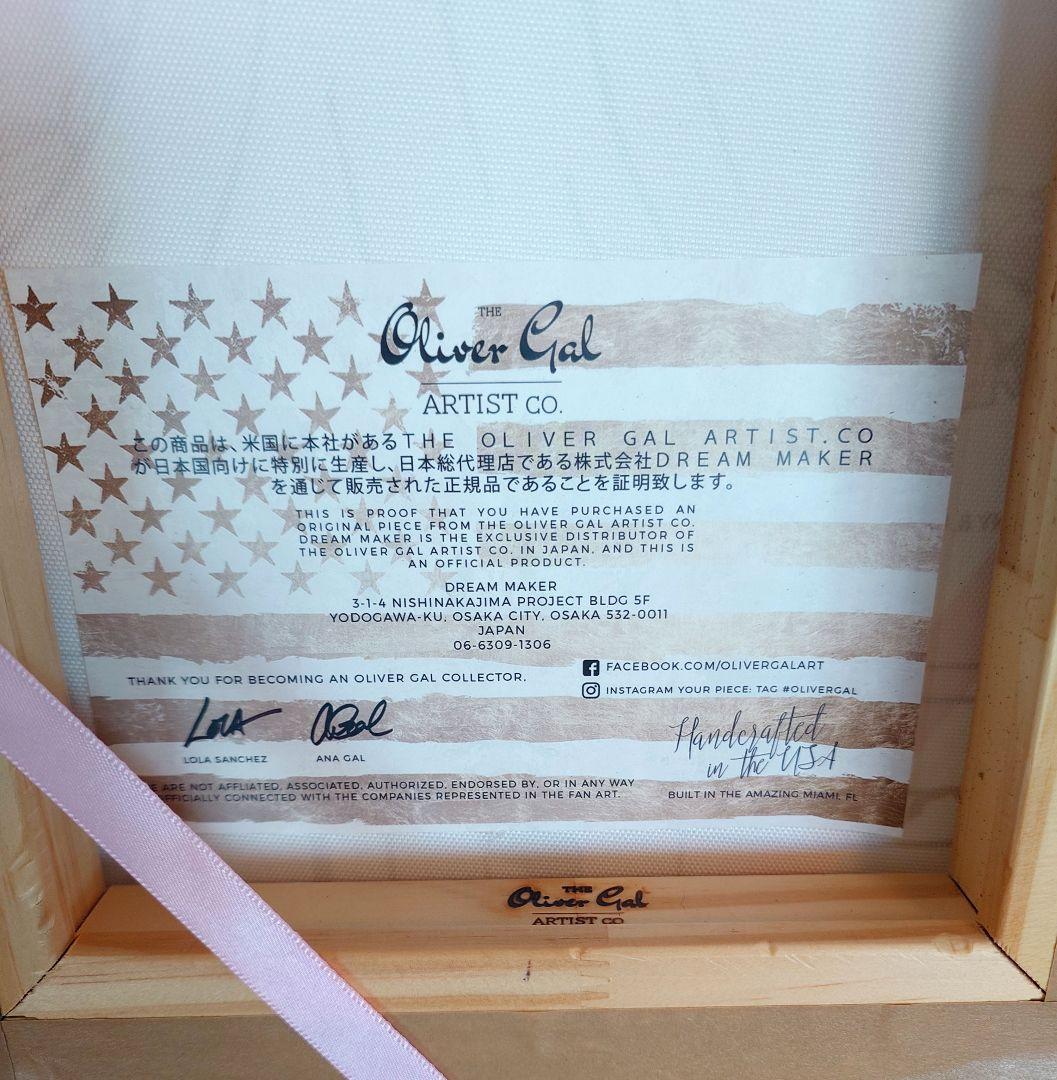 THE
Oliver Gal
ARTIST CO.
この商品は、米国に本社があるTHE OLIVER GAL ARTIST.CO
が日本国向けに特別に生産し、日本総代理店である株式会社DREAM MAKER
を通じて販売された正規品であることを証明致します。
THIS IS PROOF THAT YOU HAVE PURCHASED AN
ORIGINAL PIECE FROM THE OLIVER GAL ARTIST CO.
DREAM MAKER IS THE EXCLUSIVE DISTRIBUTOR OF
THE OLIVER GAL ARTIST CO. IN JAPAN, AND THIS IS
AN OFFICIAL PRODUCT.
DREAM MAKER
3-1-4 NISHINAKAJIMA PROJECT BLDG 5F
YODOGAWA-KU, OSAKA CITY, OSAKA 532-0011
JAPAN
06-6309-1306
FACEBOOK.COM/OLIVERGALART
THANK YOU FOR BECOMING AN OLIVER GAL COLLECTOR.
INSTAGRAM YOUR PIECE: TAG #OLIVERGAL
LOLA
LOLA SANCHEZ
ANA GAL
Handcrafted
in the USA
ARE NOT AFFLIATED, ASSOCIATED, AUTHORIZED, ENDORSED BY, OR IN ANY WAY
OFFICIALLY CONNECTED WITH THE COMPANIES REPRESENTED IN THE FAN ART.
BUILT IN THE AMAZING MIAMI, FL
THE
Oliver Gal
ARTIST CO